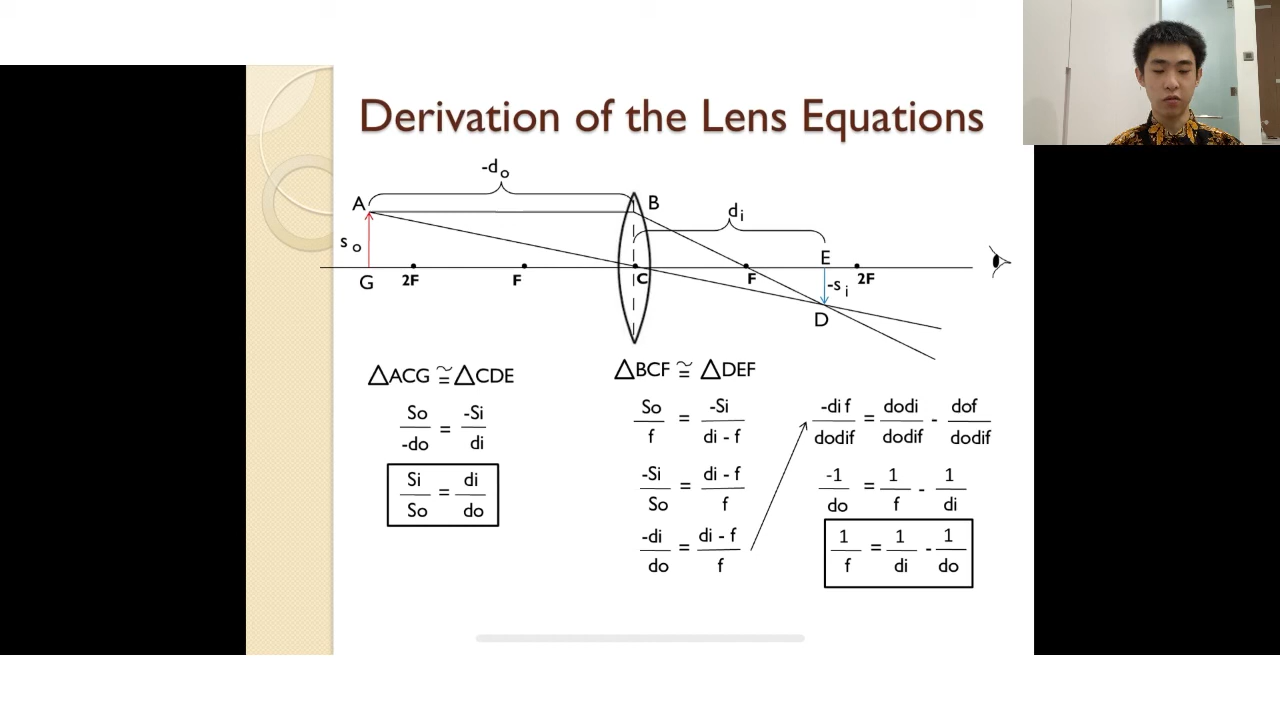 Derivation of the Lens Equations
-do
A
B
di
so
E
G
2F
F
C
F
-si
2F
D
△ACG ≅ △CDE
So/-do = -Si/di
Si/So = di/do
△BCF ≅ △DEF
So/f = -Si/di - f
-Si/So = di - f/f
-di/do = di - f/f
-di f/dodif = dodi/dodif - dof/dodif
-1/do = 1/f - 1/di
1/f = 1/di - 1/do